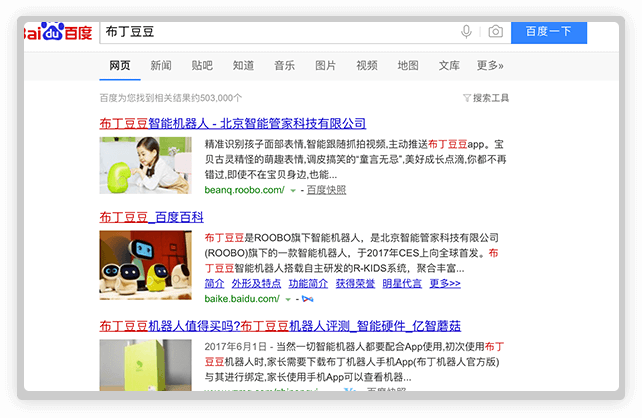 Bai du 百度 布丁豆豆 百度一下
网页 新闻 贴吧 知道 音乐 图片 视频 地图 文库 更多»
百度为您找到相关结果约503,000个 搜索工具
布丁豆豆智能机器人 - 北京智能管家科技有限公司
精准识别孩子面部表情,智能跟随抓拍视频,主动推送布丁豆豆app。宝
贝古灵精怪的萌趣表情,调皮搞笑的“童言无忌”,美好成长点滴,你都不再
错过,即使不在宝贝身边,也能...
beanq.roobo.com/ - 百度快照
布丁豆豆_百度百科
布丁豆豆是ROOBO旗下智能机器人，是北京智能管家科技有限公司
(ROOBO)旗下的一款智能机器人，于2017年CES上向全球首发。布
丁豆豆智能机器人搭载自主研发的R-KIDS系统，聚合丰富...
简介 外形及特点 功能简介 获得荣誉 明星代言 更多>>
baike.baidu.com/ -
布丁豆豆机器人值得买吗?布丁豆豆机器人评测_智能硬件_亿智蘑菇
2017年6月1日 - 当然一切智能机器人都要配合App使用,初次使用布丁
豆豆机器人时,家长需要下载布丁机器人手机App(布丁机器人官方版)
与其进行绑定,家长使用手机App可以查看机器...